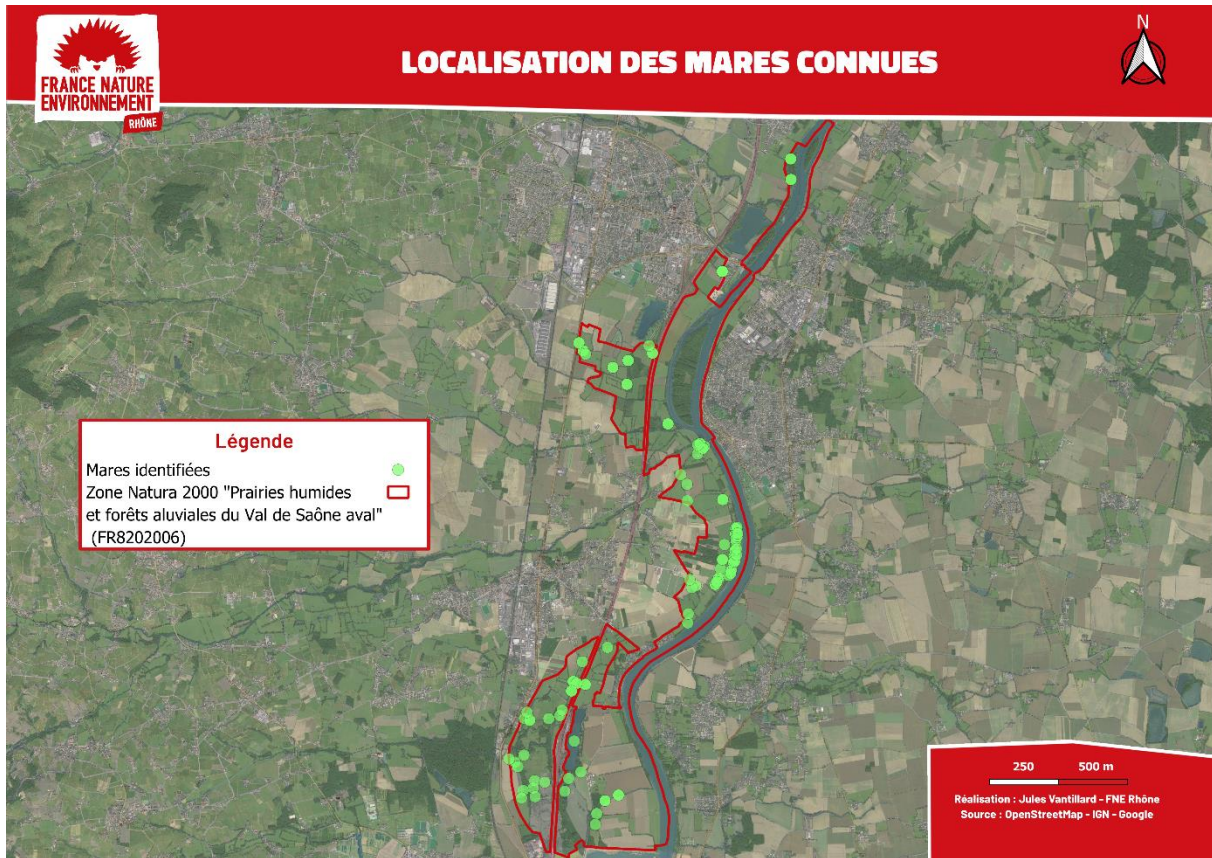 FRANCE NATURE
ENVIRONNEMENT
RHÔNE
LOCALISATION DES MARES CONNUES
N
Légende
Mares identifiées
Zone Natura 2000 "Prairies humides
et forêts aluviales du Val de Saône aval"
(FR8202006)
250 500 m
Réalisation : Jules Vantillard - FNE Rhône
Source : OpenStreetMap - IGN - Google